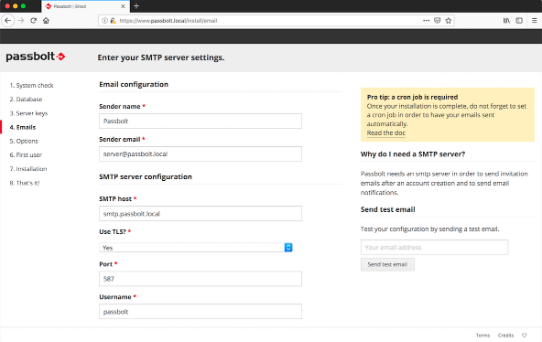 Passbolt | Email
https://www.passbolt.local/install/email
passbolt
Enter your SMTP server settings.
1. System check
2. Database
3. Server keys
4. Emails
5. Options
6. First user
7. Installation
8. That's it!
Email configuration
Sender name *
Passbolt
Sender email *
server@passbolt.local
SMTP server configuration
SMTP host *
smtp.passbolt.local
Use TLS? *
Yes
Port *
587
Username *
passbolt
Pro tip: a cron job is required
Once your installation is complete, do not forget to set
a cron job in order to have your emails sent
automatically.
Read the doc
Why do I need a SMTP server?
Passbolt needs an smtp server in order to send invitation
emails after an account creation and to send email
notifications.
Send test email
Test your configuration by sending a test email.
Your email address
Send test email
Terms Credits